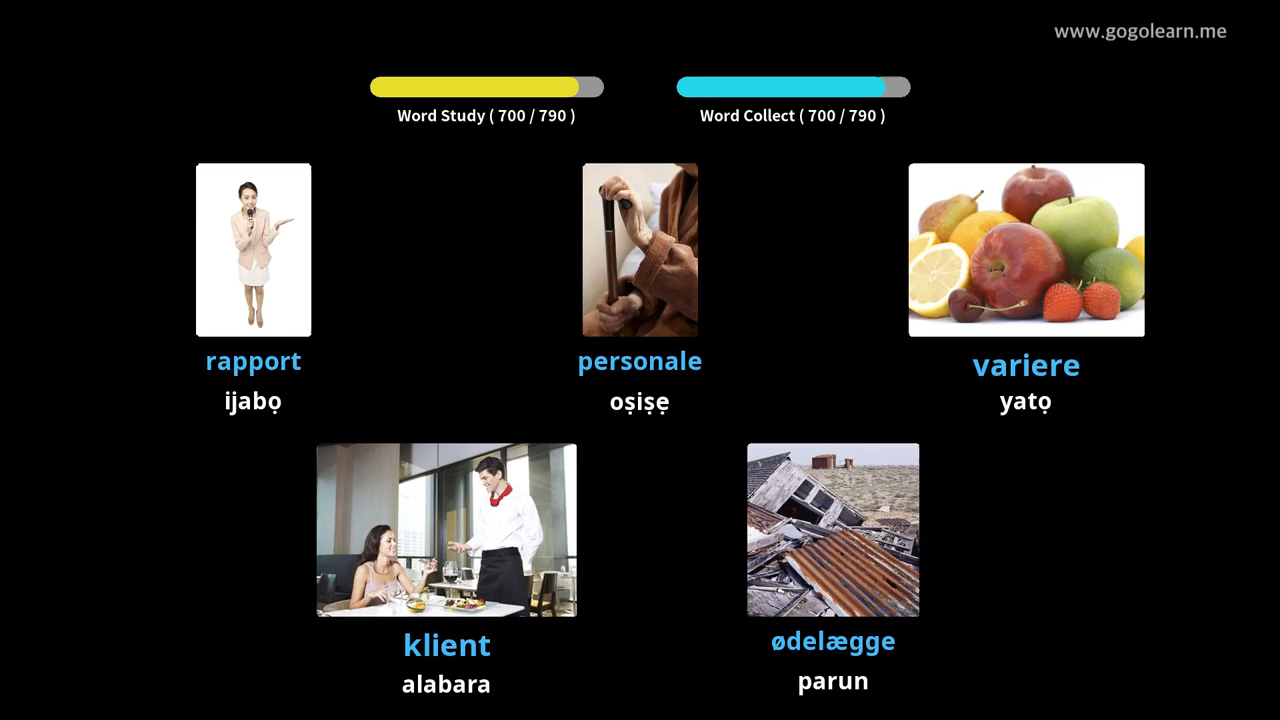 www.gogolearn.me
Word Study ( 700 / 790 )
Word Collect ( 700 / 790 )
rapport
ijabọ
personale
oṣiṣẹ
variere
yatọ
klient
alabara
ødelægge
parun